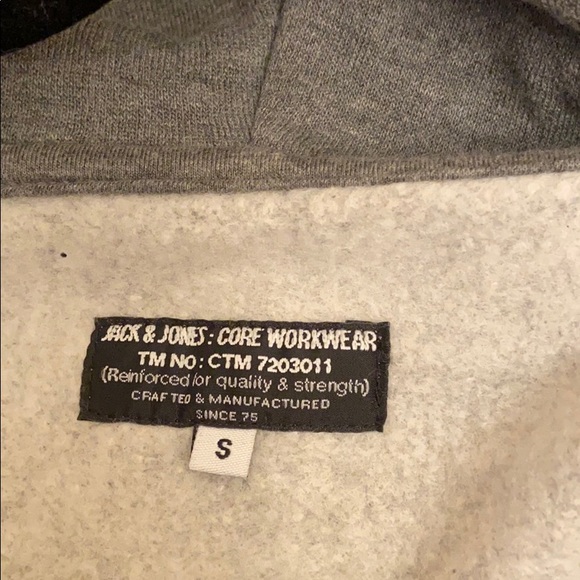 JACK & JONES: CORE WORKWEAR
TM NO: CTM 7203011
(Reinforced for quality & strength)
CRAFTED & MANUFACTURED
SINCE 75
S